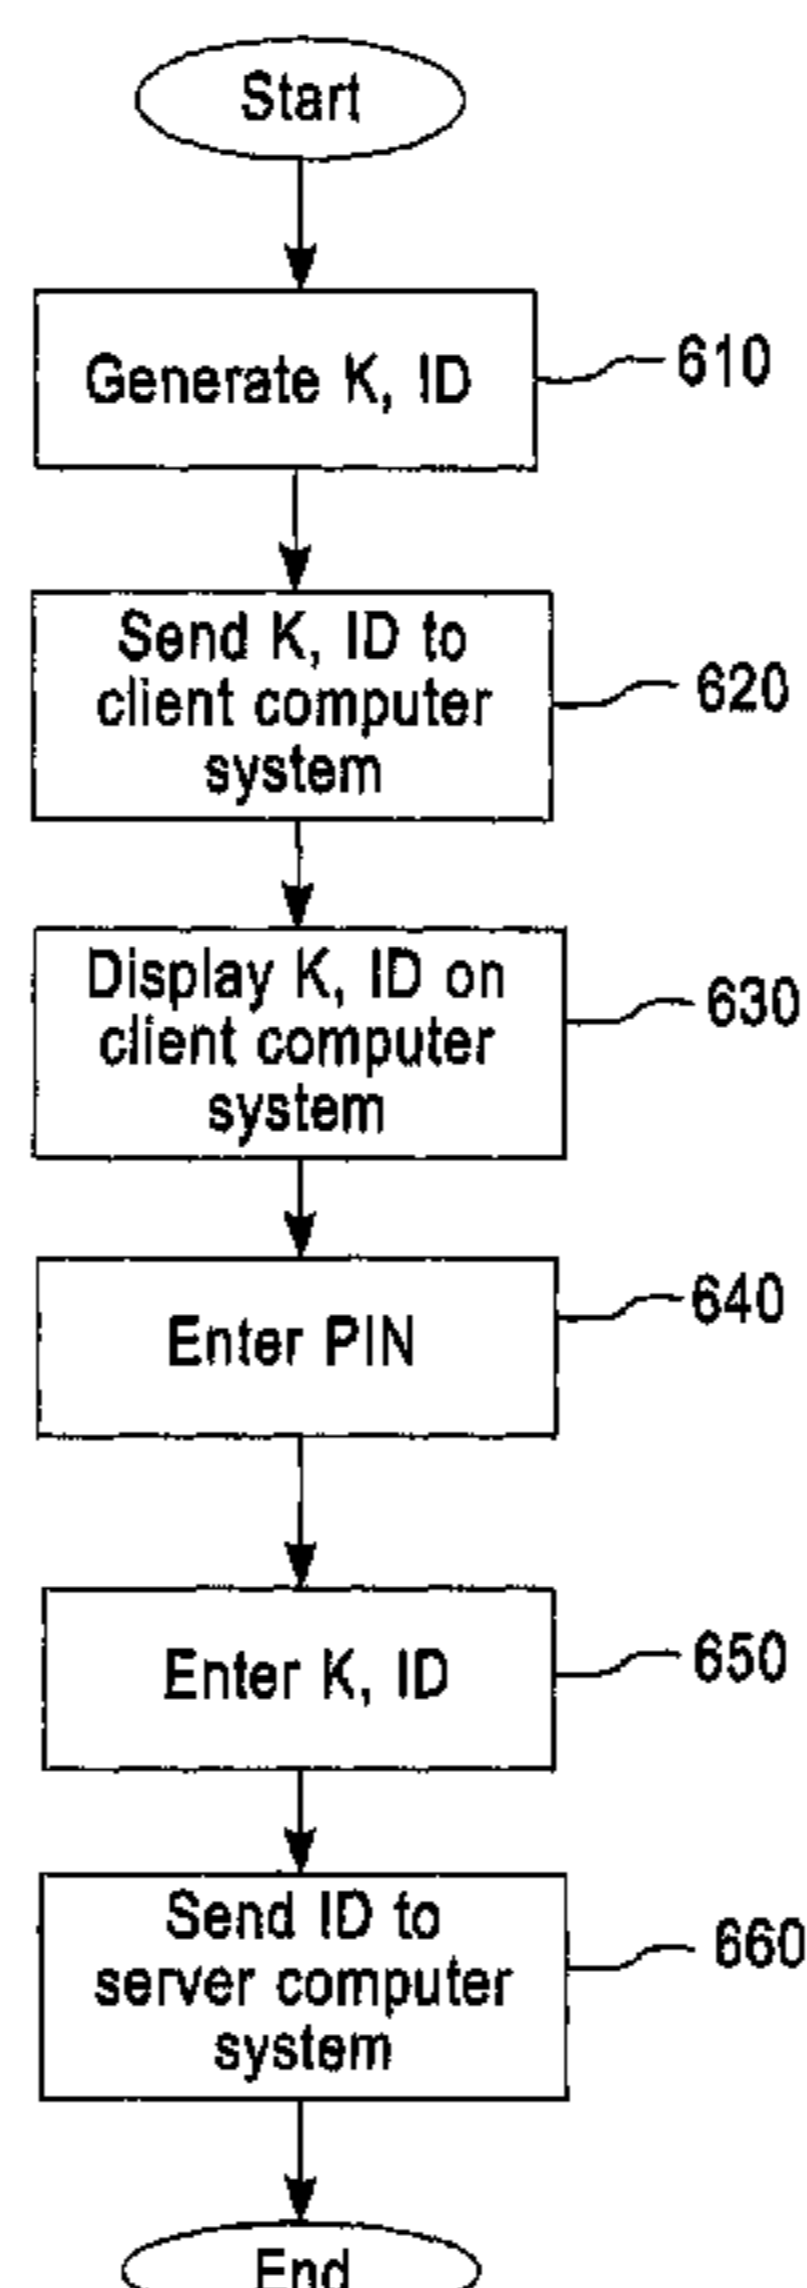 Start
Generate K, ID
610
Send K, ID to
client computer
system
620
Display K, ID on
client computer
system
630
Enter PIN
640
Enter K, ID
650
Send ID to
server computer
system
660
End